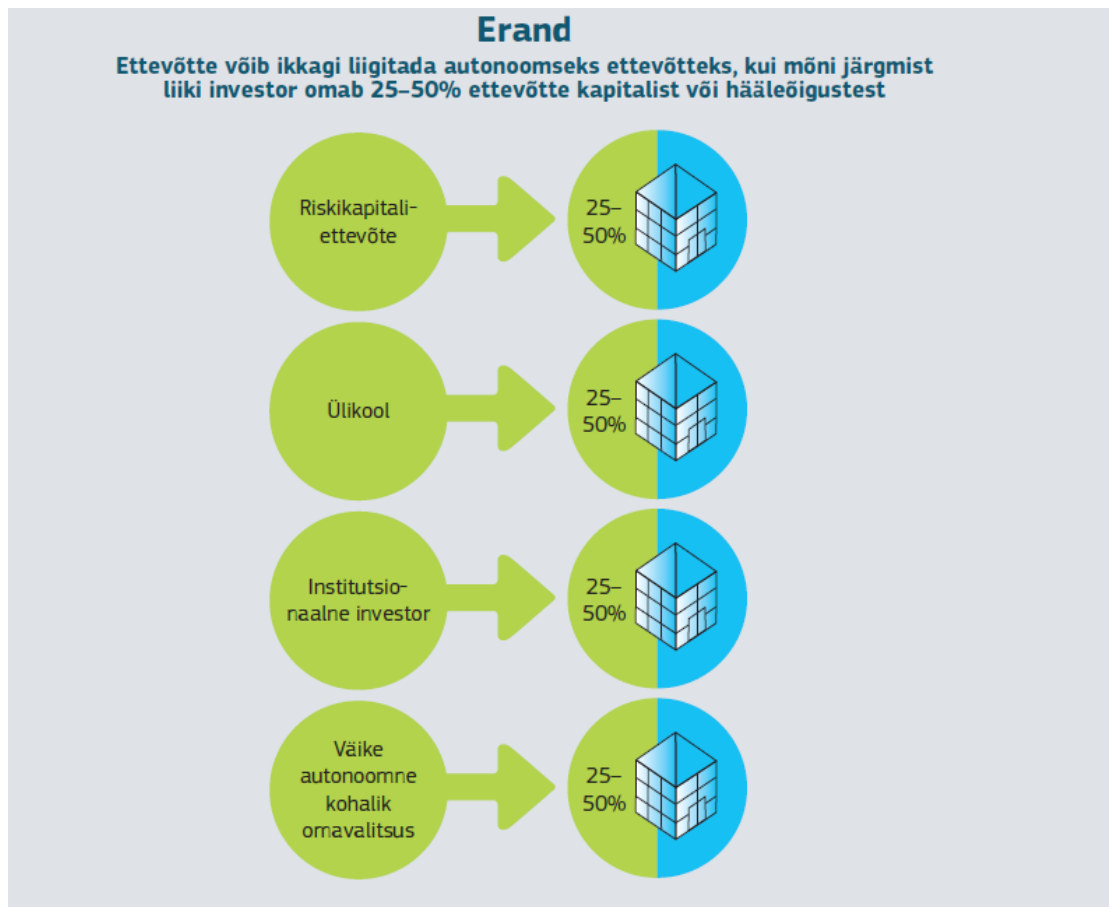 Erand
Ettevõtte võib ikkagi liigitada autonoomseks ettevõtteks, kui mõni järgmist
liiki investor omab 25–50% ettevõtte kapitalist või hääleõigustest
Riskikapitali-
ettevõte
25–
50%
Ülikool
25–
50%
Institutsio-
naalne investor
25–
50%
Väike
autonoomne
kohalik
omavalitsus
25–
50%